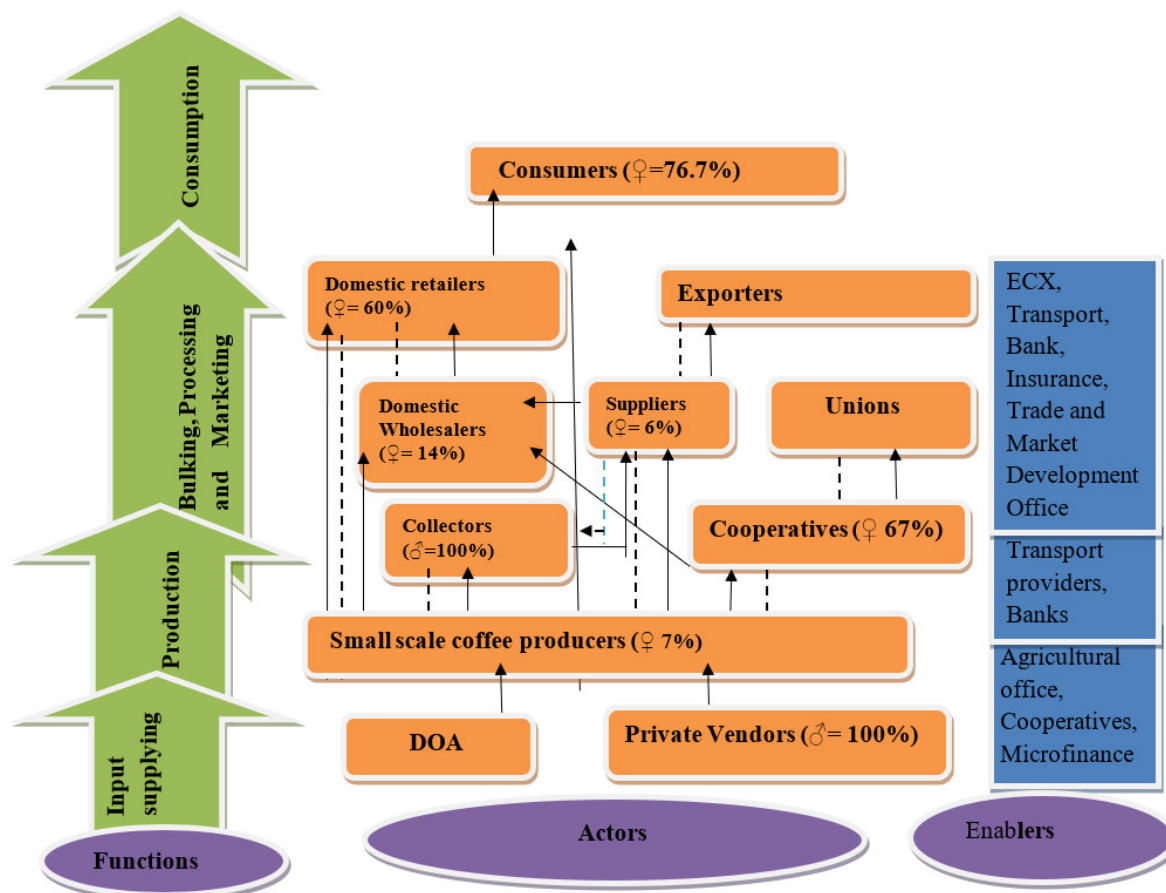 Consumption
Consumers (♀=76.7%)
Bulking, Processing
and Marketing
Domestic retailers
(♀= 60%)
Exporters
Domestic
Wholesalers
(♀= 14%)
Suppliers
(♀= 6%)
Unions
Collectors
(♂=100%)
Cooperatives (♀ 67%)
Production
Small scale coffee producers (♀ 7%)
Input
supplying
DOA
Private Vendors (♂= 100%)
ECX,
Transport,
Bank,
Insurance,
Trade and
Market
Development
Office
Transport
providers,
Banks
Agricultural
office,
Cooperatives,
Microfinance
Functions
Actors
Enablers